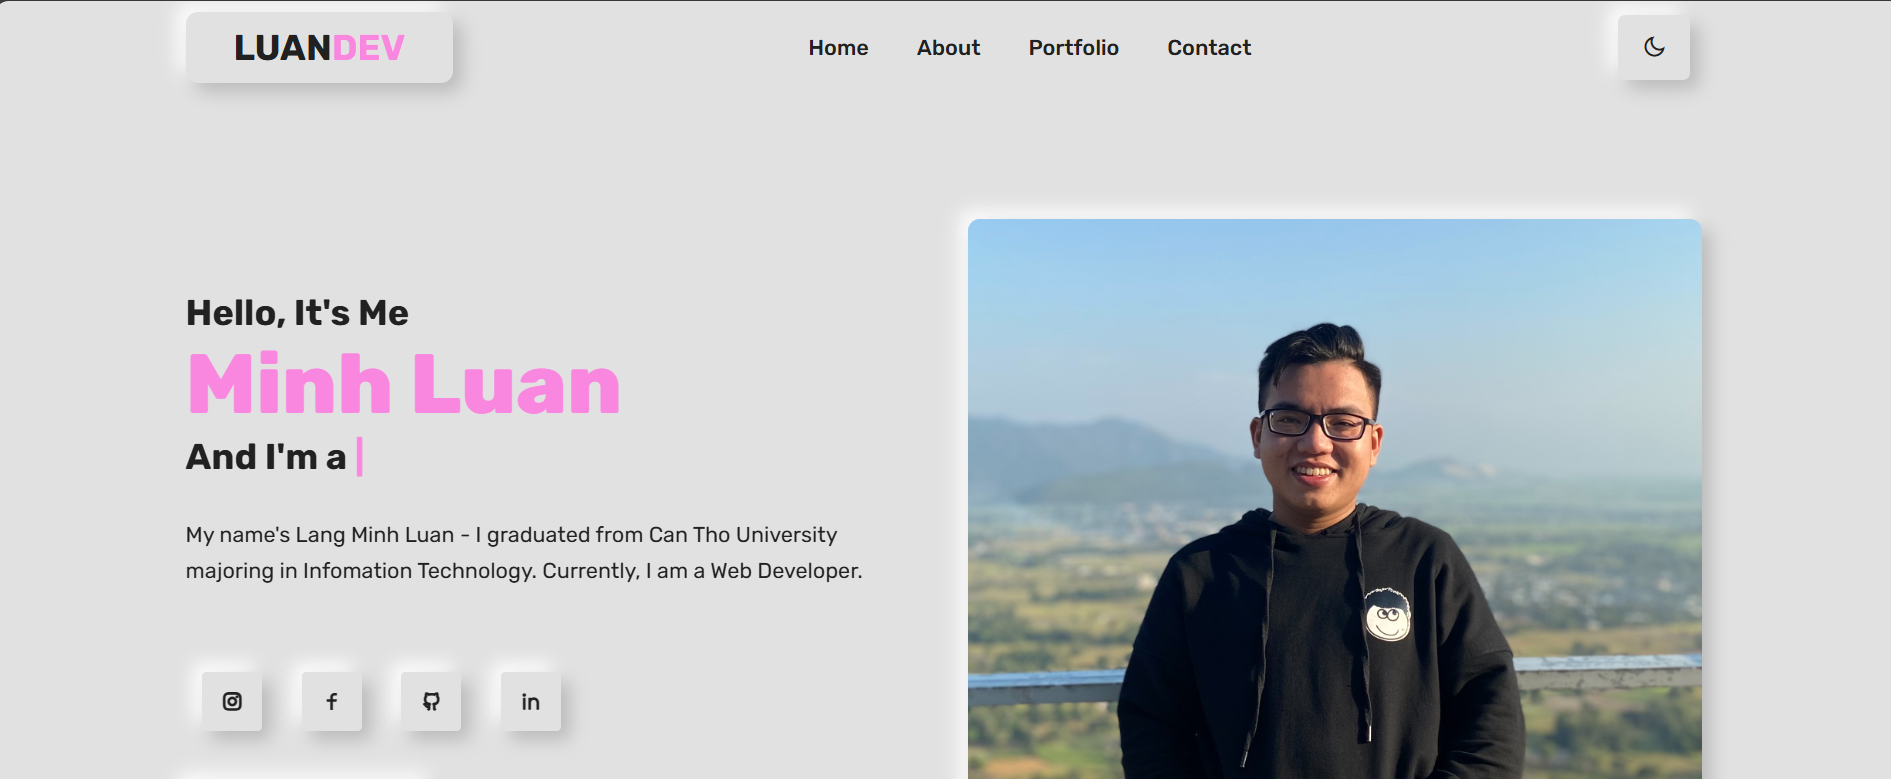 LUANDEV
Home About Portfolio Contact
Hello, It's Me
Minh Luan
And I'm a
My name's Lang Minh Luan - I graduated from Can Tho University
majoring in Infomation Technology. Currently, I am a Web Developer.